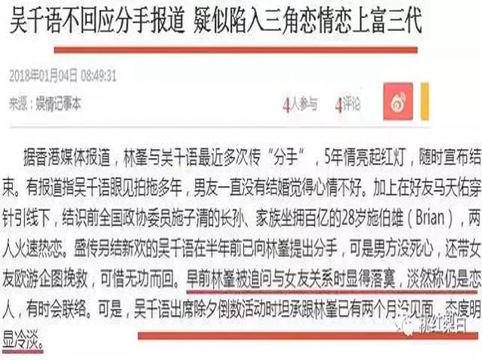 吴千语不回应分手报道 疑似陷入三角恋情恋上富三代
2018年01月04日 08:49:31
来源：娱情记事本
4人参与
4评论
据香港媒体报道，林峯与吴千语最近多次传“分手”，5年情亮起红灯，随时宣布结
束。有报道指吴千语眼见拍拖多年，男友一直没有结婚觉得心情不好。加上在好友马天佑穿
针引线下，结识前全国政协委员施子清的长孙、家族坐拥百亿的28岁施伯雄（Brian），两
人火速热恋。盛传另结新欢的吴千语在半年前已向林峯提出分手，可是男方没死心，还带女
友欧游企图挽救，可惜无功而回。早前林峯被追问与女友关系时显得落寞，淡然称仍是恋
人，有时会联络。可是，吴千语出席除夕倒数活动时坦承跟林峯已有两个月没见面，态度明
显冷淡。